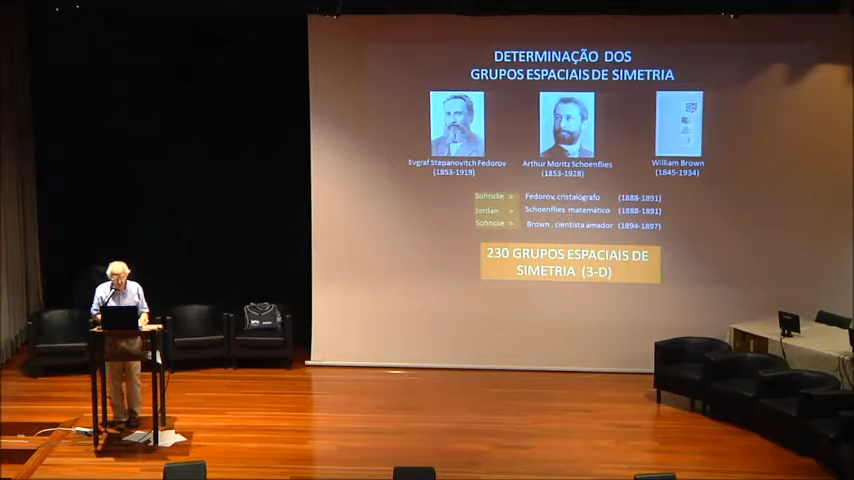 DETERMINAÇÃO DOS
GRUPOS ESPACIAIS DE SIMETRIA
Evgraf Stepanovitch Fedorov
(1853-1919)
Arthur Moritz Schoenflies
(1853-1928)
William Brown
(1845-1934)
Sohncke > Fedorov, cristalógrafo (1888-1891)
Jordan > Schoenflies, matemático (1888-1891)
Sohncke > Brown, cientista amador (1894-1897)
230 GRUPOS ESPACIAIS DE
SIMETRIA (3-D)